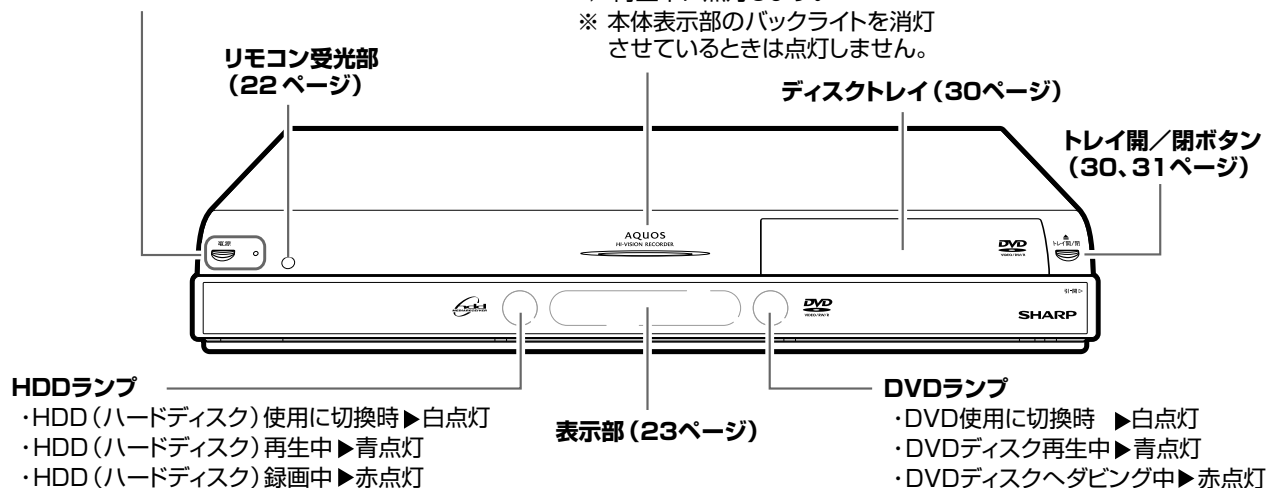 ※ 本体表示部のバックライトを消灯
させているときは点灯しません。
リモコン受光部
(22 ページ)
ディスクトレイ(30ページ)
トレイ開/閉ボタン
(30、31ページ)
電源
AQUOS
HI-VISION RECORDER
DVD
VIDEO/RW/R
トレイ開/閉
hdd
DVD
VIDEO/RW/R
SHARP
HDDランプ
・HDD(ハードディスク)使用に切換時▶白点灯
・HDD(ハードディスク)再生中▶青点灯
・HDD(ハードディスク)録画中▶赤点灯
表示部(23ページ)
DVDランプ
・DVD使用に切換時 ▶白点灯
・DVDディスク再生中▶青点灯
・DVDディスクへダビング中▶赤点灯